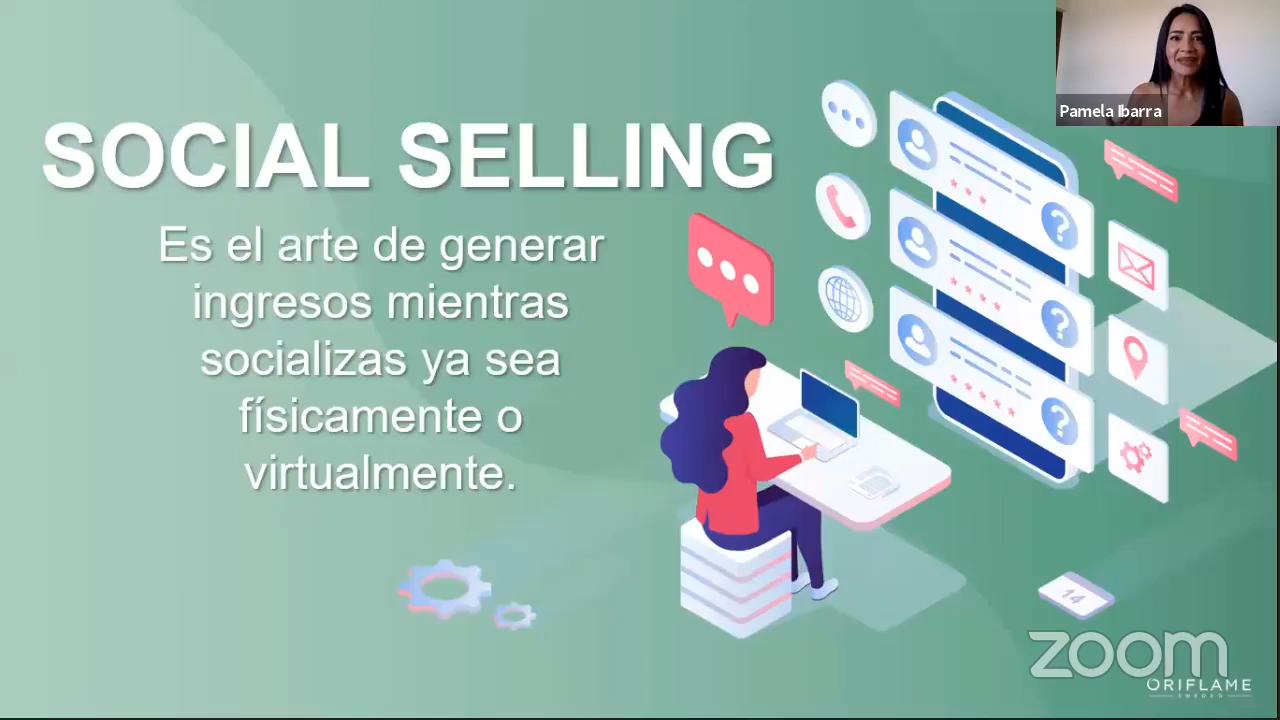 SOCIAL SELLING
Es el arte de generar
ingresos mientras
socializas ya sea
físicamente o
virtualmente.
Pamela Ibarra
?
?
?
14
zoom
ORIFLAME
SWEDEN